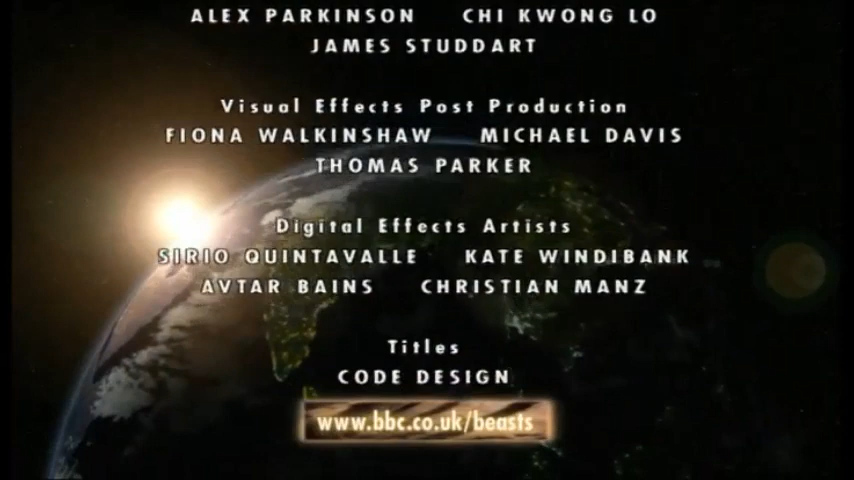 ALEX PARKINSON CHI KWONG LO
JAMES STUDDART
Visual Effects Post Production
FIONA WALKINSHAW MICHAEL DAVIS
THOMAS PARKER
Digital Effects Artists
SIRIO QUINTAVALLE KATE WINDIBANK
AVTAR BAINS CHRISTIAN MANZ
Titles
CODE DESIGN
www.bbc.co.uk/beasts